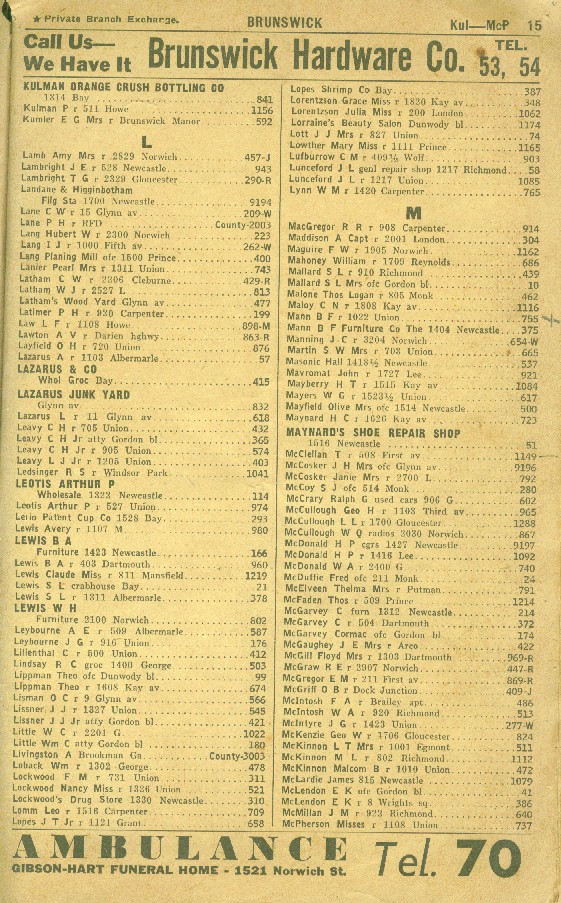 ★ Private Branch Exchange.
BRUNSWICK
Kul—McP 15
Call Us—
We Have It
Brunswick Hardware Co.
TEL.
53, 54
KULMAN ORANGE CRUSH BOTTLING CO
1314 Bay 841
Kulman P r 511 Howe 1156
Kumler E G Mrs r Brunswick Manor 592
L
Lamb Amy Mrs r 2829 Norwich 457-J
Lambright J E r 528 Newcastle 943
Lambright T G r 2329 Gloucester 290-R
Landane & Higginbotham
Filg Sta 1700 Newcastle 9194
Lane C W r 15 Glynn av 209-W
Lane P H r RFD County-2003
Lang Hubert W r 2300 Norwich 223
Lang I J r 1000 Fifth av 262-W
Lang Planing Mill ofc 1500 Prince 400
Lanier Pearl Mrs r 1311 Union 743
Latham C W r 2306 Cleburne 429-R
Latham W J r 2527 L 813
Latham's Wood Yard Glynn av 477
Latimer P H r 930 Carpenter 199
Law L F r 1108 Howe 898-M
Lawton A V r Darien hghwy 863-R
Layfield O H r 720 Union 876
Lazarus A r 1103 Albermarle 57
LAZARUS & CO
Whol Groc Bay 415
LAZARUS JUNK YARD
Glynn av 832
Lazarus L r 11 Glynn av 618
Leavy C H r 705 Union 432
Leavy C H Jr atty Gordon bl 365
Leavy C H Jr r 905 Union 574
Leavy L J Jr r 1205 Union 403
Ledsinger R S r Windsor Park 1041
LEOTIS ARTHUR P
Wholesale 1323 Newcastle 114
Leotis Arthur P r 527 Union 974
Lerio Patent Cup Co 1528 Bay 293
Lewis Avery r 1107 M 980
LEWIS B A
Furniture 1423 Newcastle 166
Lewis B A r 403 Dartmouth 960
Lewis Claude Miss r 811 Mansfield 1219
Lewis S L crabhouse Bay 21
Lewis S L r 1311 Albermarle 378
LEWIS W H
Furniture 2100 Norwich 802
Leybourne A E r 509 Albermarle 587
Leybourne J G r 916 Union 176
Lilienthal C r 600 Union 412
Lindsay R C groc 1400 George 503
Lippman Theo ofc Dunwody bl 99
Lippman Theo r 1608 Kay av 674
Lisman O C r 9 Glynn av 566
Lissner J J r 1327 Union 545
Lissner J J Jr atty Gordon bl 421
Little W C r 2201 G 1022
Little Wm C atty Gordon bl 180
Livingston A Brookman Ga County-3003
Loback Wm r 1302 George 478
Lockwood F M r 731 Union 311
Lockwood Nancy Miss r 1326 Union 521
Lockwood's Drug Store 1330 Newcastle 310
Lomm Leo r 1516 Carpenter 709
Lopes J T Jr r 1121 Grant 658
Lopes Shrimp Co Bay 387
Lorentzson Grace Miss r 1820 Kay av 348
Lorentzson Julia Miss r 200 London 1062
Lorraine's Beauty Salon Dunwody bl 1174
Lott J J Mrs r 827 Union 74
Lowther Mary Miss r 1111 Prince 1165
Lufburrow C M r 409½ Wolf 903
Lunceford J L genl repair shop 1217 Richmond 58
Lunceford J L r 1217 Union 1085
Lynn W M r 1420 Carpenter 765
M
MacGregor R R r 908 Carpenter 914
Maddison A Capt r 2001 London 304
Maguire F W r 1905 Norwich 1162
Mahoney William r 1709 Reynolds 686
Mallard S L r 910 Richmond 439
Mallard S L Mrs ofc Gordon bl 10
Malone Thos Logan r 805 Monk 462
Maloy C N r 1808 Kay av 1116
Mann B F r 1022 Union 755
Mann B F Furniture Co The 1404 Newcastle 375
Manning J C r 3204 Norwich 654-W
Martin S W Mrs r 703 Union 665
Masonic Hall 1418½ Newcastle 537
Mavromat John r 1727 Lee 921
Mayberry H T r 1515 Kay av 1084
Mayers W G r 1523½ Union 617
Mayfield Olive Mrs ofc 1514 Newcastle 500
Maynard H C r 1626 Kay av 723
MAYNARD'S SHOE REPAIR SHOP
1516 Newcastle 51
McClellan T r 508 First av 1149
McCosker J H Mrs ofc Glynn av 9196
McCosker Janie Mrs r 2700 L 792
McCoy S J ofc 514 Monk 280
McCrary Ralph G used cars 906 G 602
McCullough Geo H r 1103 Third av 965
McCullough L L r 1700 Gloucester 1288
McCullough W Q radios 3030 Norwich 867
McDonald H P cgrs 1427 Newcastle 9197
McDonald H P r 1416 Lee 1092
McDonald W A r 2400 G 740
McDuffie Fred ofc 211 Monk 24
McElveen Thelma Mrs r Putman 791
McFaden Thos r 509 Prince 1214
McGarvey C furn 1312 Newcastle 214
McGarvey C r 504 Dartmouth 372
McGarvey Cormac ofc Gordon bl 174
McGaughey J E Mrs r Arco 422
McGill Floyd Mrs r 1303 Dartmouth 969-R
McGraw R E r 3907 Norwich 447-R
McGregor E M r 211 First av 869-R
McGriff O B r Dock Junction 409-J
McIntosh F A r Brailey apt 486
McIntosh W A r 920 Richmond 513
McIntyre J G r 1423 Union 277-W
McKenzie Geo W r 1706 Gloucester 824
McKinnon L T Mrs r 1001 Egmont 511
McKinnon M L r 802 Richmond 1112
McKinnon Malcom B r 1010 Union 472
McLardie James 815 Newcastle 1079
McLendon E K ofc Gordon bl 41
McLendon E K r 8 Wrights sq 386
McMillan J M r 923 Richmond 640
McPherson Misses r 1108 Union 737
AMBULANCE Tel. 70
GIBSON-HART FUNERAL HOME - 1521 Norwich St.